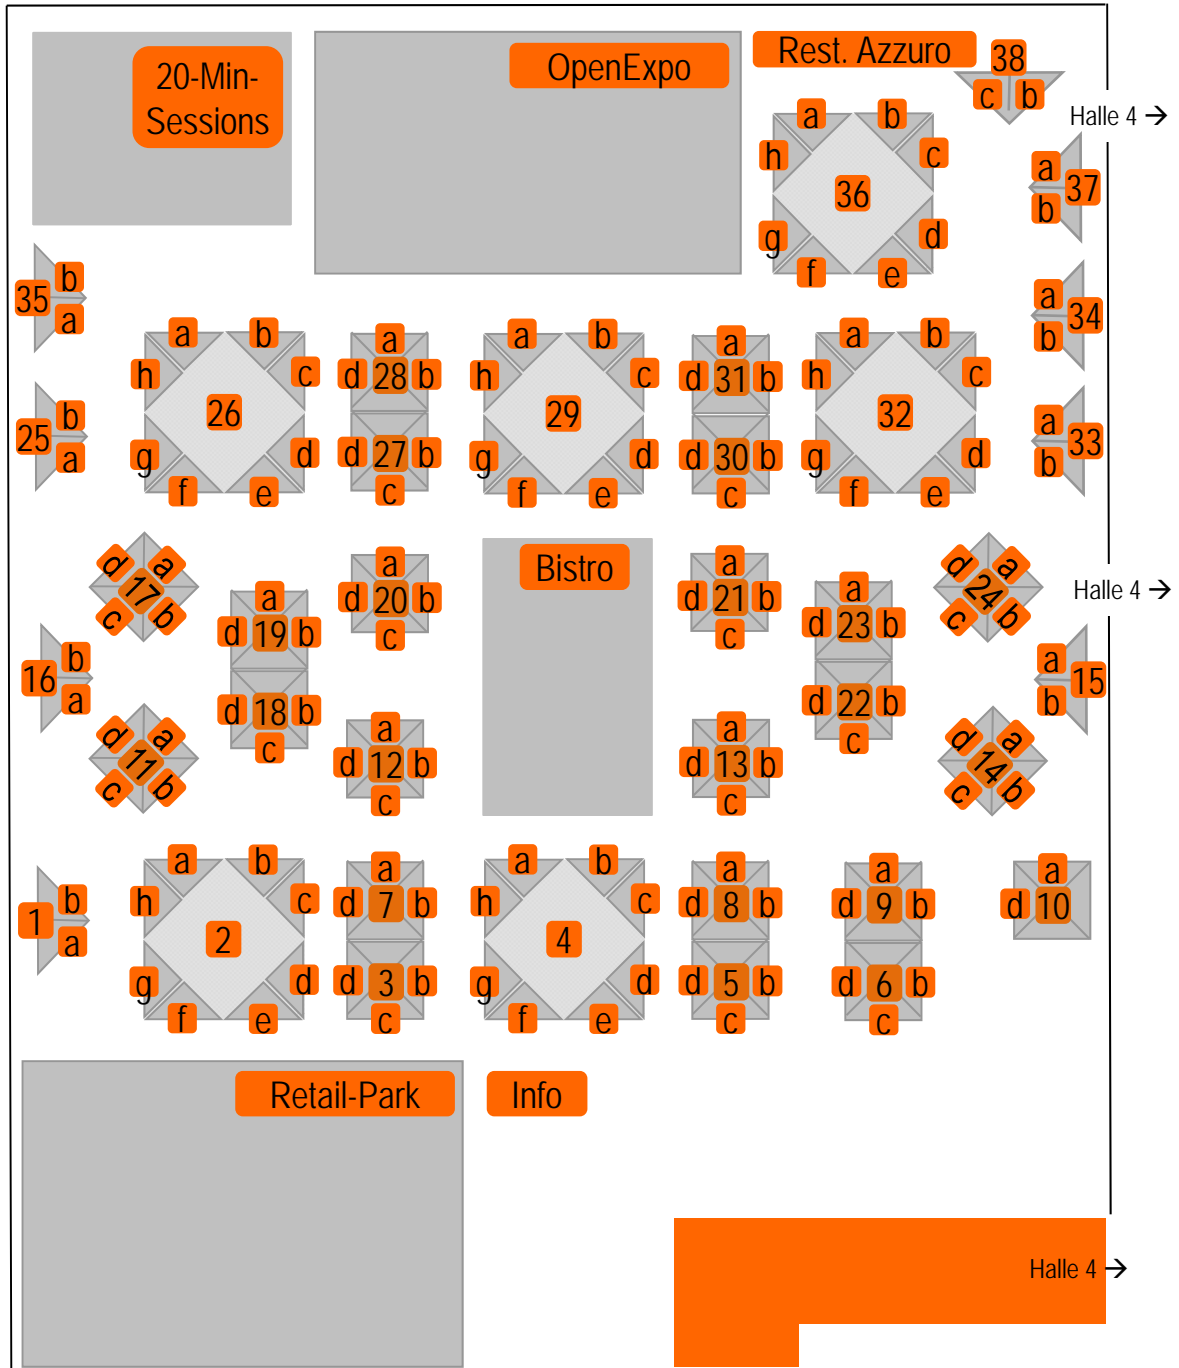 20-Min-
Sessions
OpenExpo
Rest. Azzuro
38
c b
Halle 4 →
a b
h c
36
g d
f e
a
37
b
b
35
a
a
34
b
a b
h c
26
g d
f e
a
d 28 b
d 27 b
c
a b
h c
29
g d
f e
a
d 31 b
d 30 b
c
a b
h c
32
g d
f e
b
25
a
a
33
b
d a
17
c b
a
d 20 b
c
Bistro
a
d 21 b
c
d a
24
c b
Halle 4 →
a
d 19 b
d 18 b
c
a
d 23 b
d 22 b
c
b
16
a
a
15
b
d a
11
c b
a
d 12 b
c
a
d 13 b
c
d a
14
c b
b
1
a
a b
h c
2
g d
f e
a
d 7 b
d 3 b
c
a b
h c
4
g d
f e
a
d 8 b
d 5 b
c
a
d 9 b
d 6 b
c
a
d 10
Retail-Park
Info
Halle 4 →